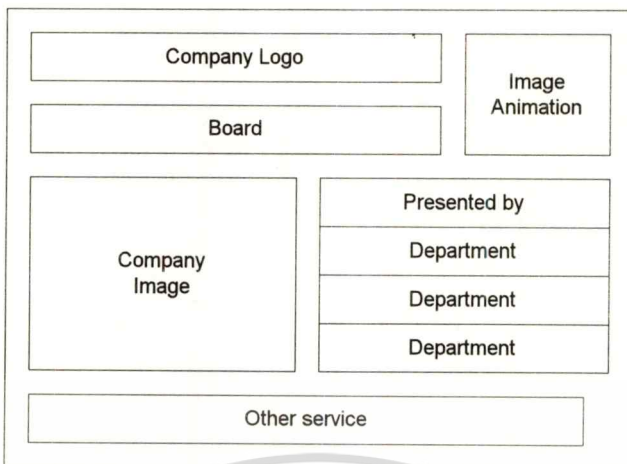 Company Logo
Image
Animation
Board
Company
Image
Presented by
Department
Department
Department
Other service